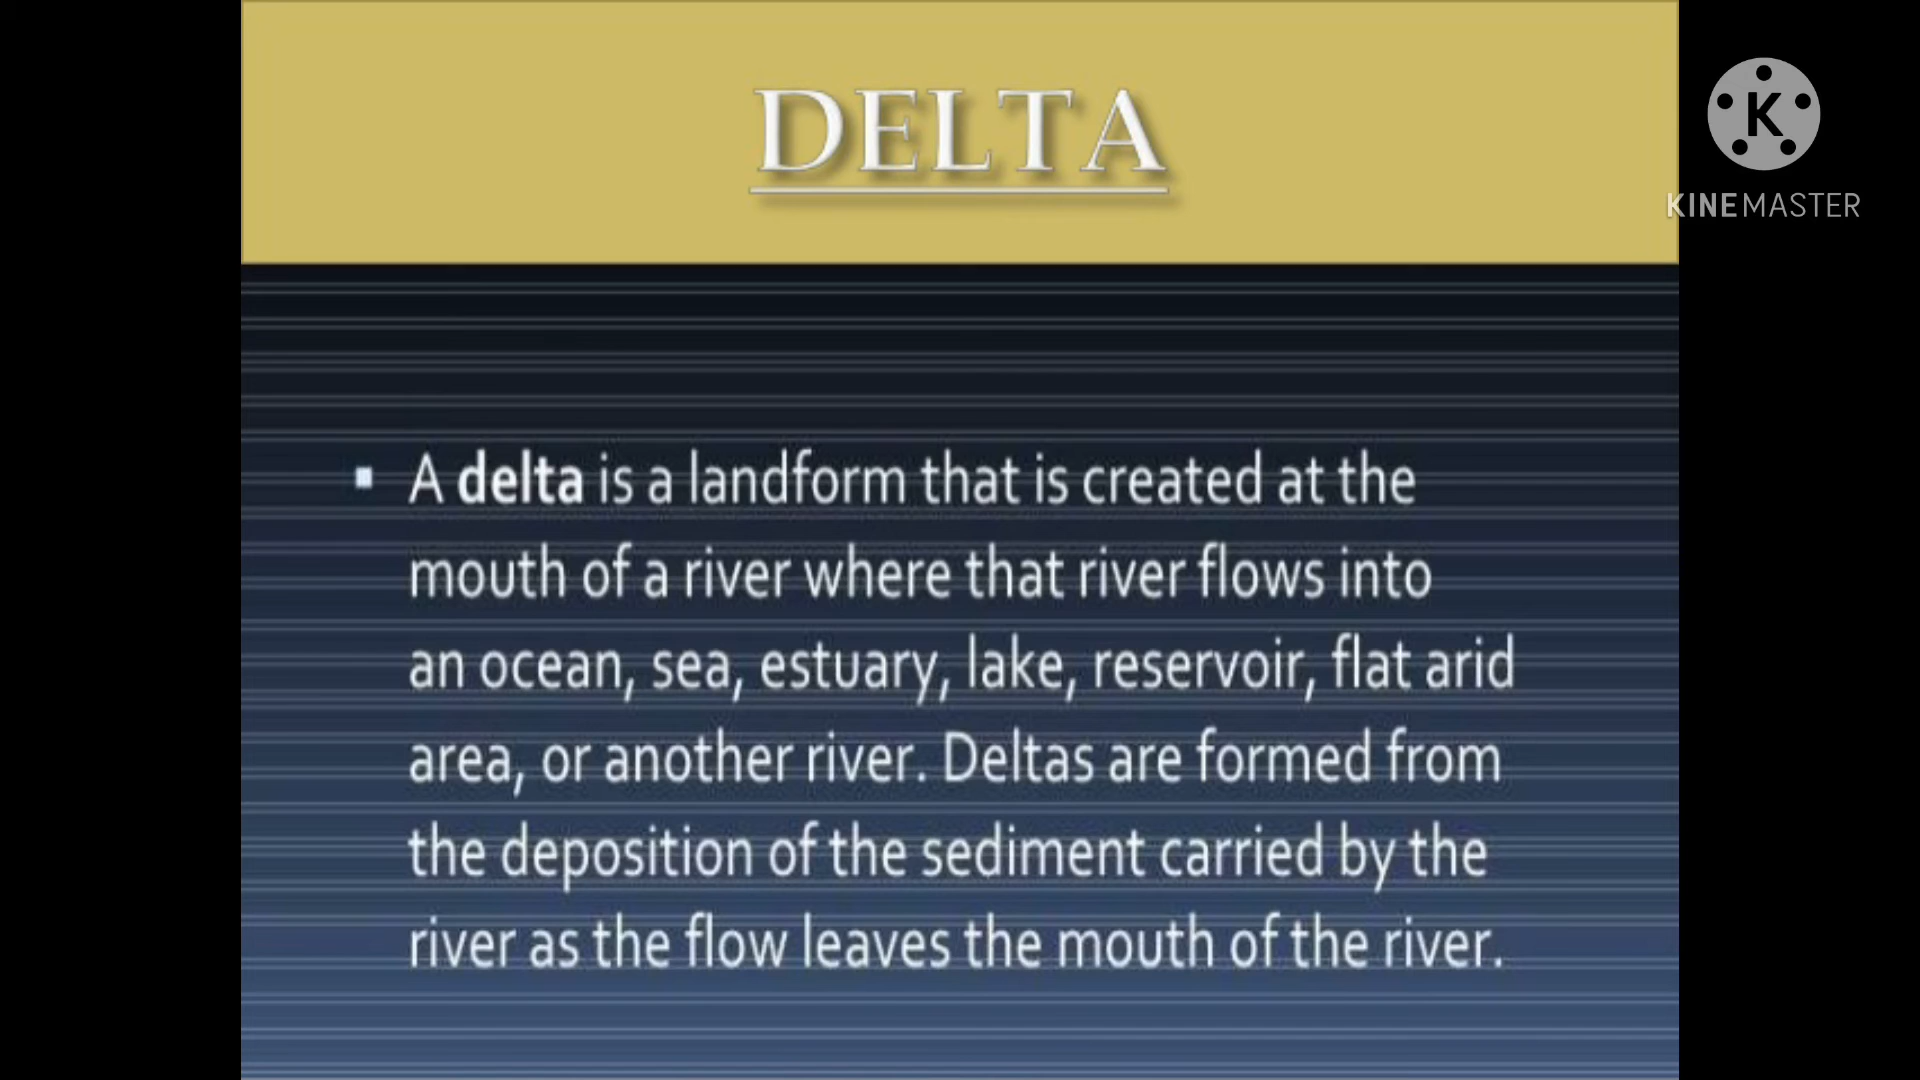 DELTA
K
KINEMASTER
▪ A delta is a landform that is created at the
mouth of a river where that river flows into
an ocean, sea, estuary, lake, reservoir, flat arid
area, or another river. Deltas are formed from
the deposition of the sediment carried by the
river as the flow leaves the mouth of the river.